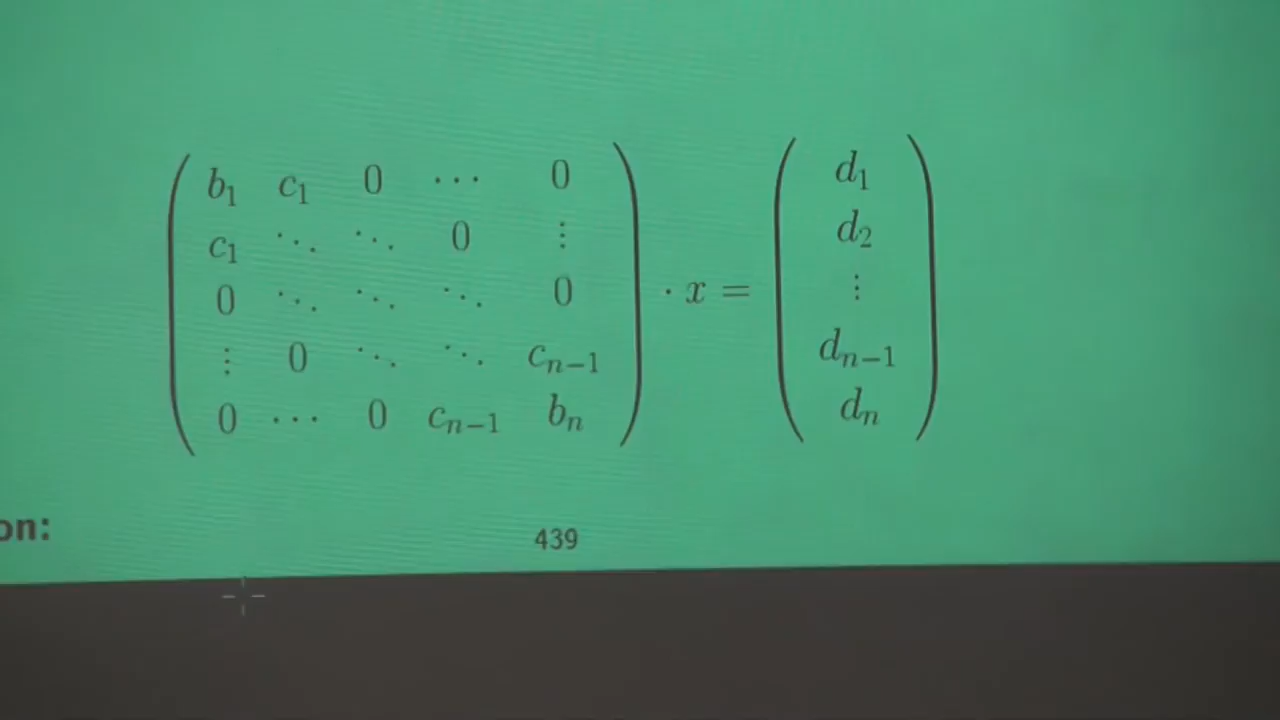 b₁ c₁ 0 ⋯ 0 d₁
c₁ ⋱ ⋱ 0 ⋮ d₂
0 ⋱ ⋱ ⋱ 0 · x = ⋮
⋮ 0 ⋱ ⋱ cₙ₋₁ dₙ₋₁
0 ⋯ 0 cₙ₋₁ bₙ dₙ
on:
439